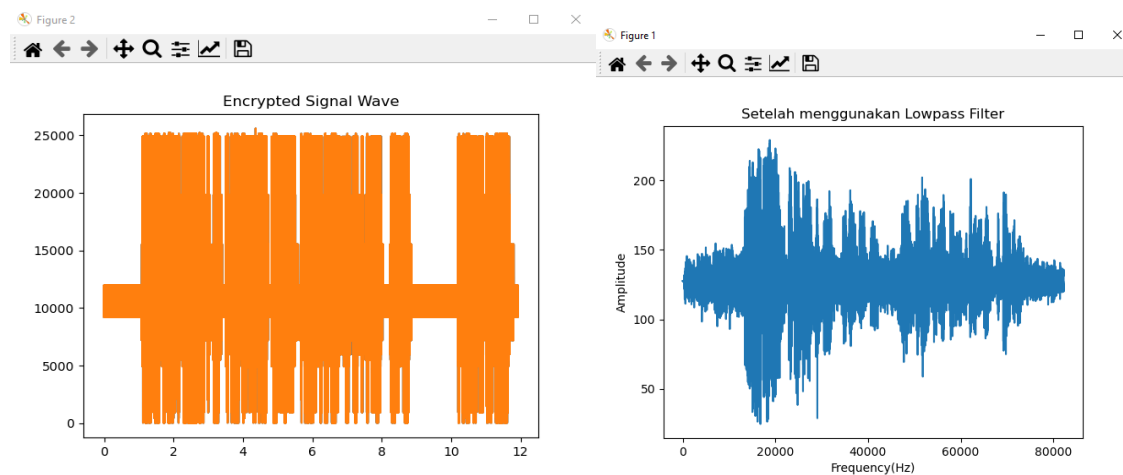 Figure 2
Encrypted Signal Wave
25000
20000
15000
10000
5000
0
0 2 4 6 8 10 12
Figure 1
Setelah menggunakan Lowpass Filter
Amplitude
200
150
100
50
0 20000 40000 60000 80000
Frequency(Hz)